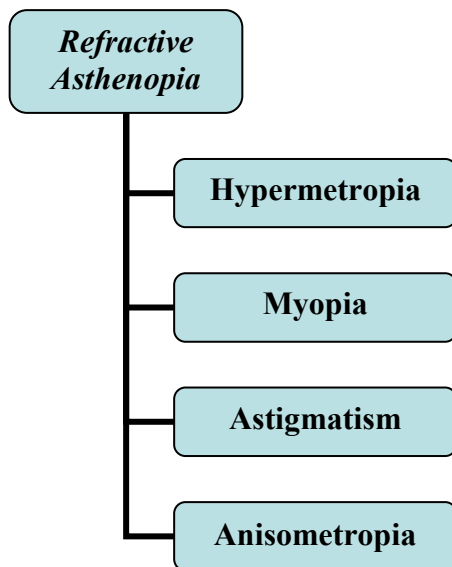 Refractive
Asthenopia
Hypermetropia
Myopia
Astigmatism
Anisometropia